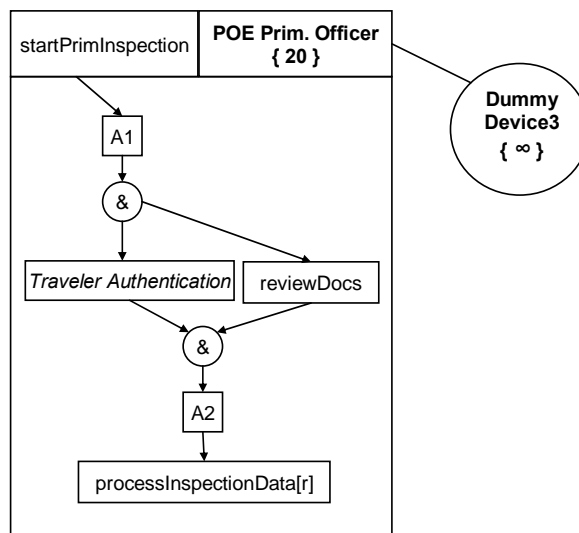 startPrimInspection
POE Prim. Officer
{ 20 }
Dummy
Device3
{ ∞ }
A1
&
Traveler Authentication
reviewDocs
&
A2
processInspectionData[r]